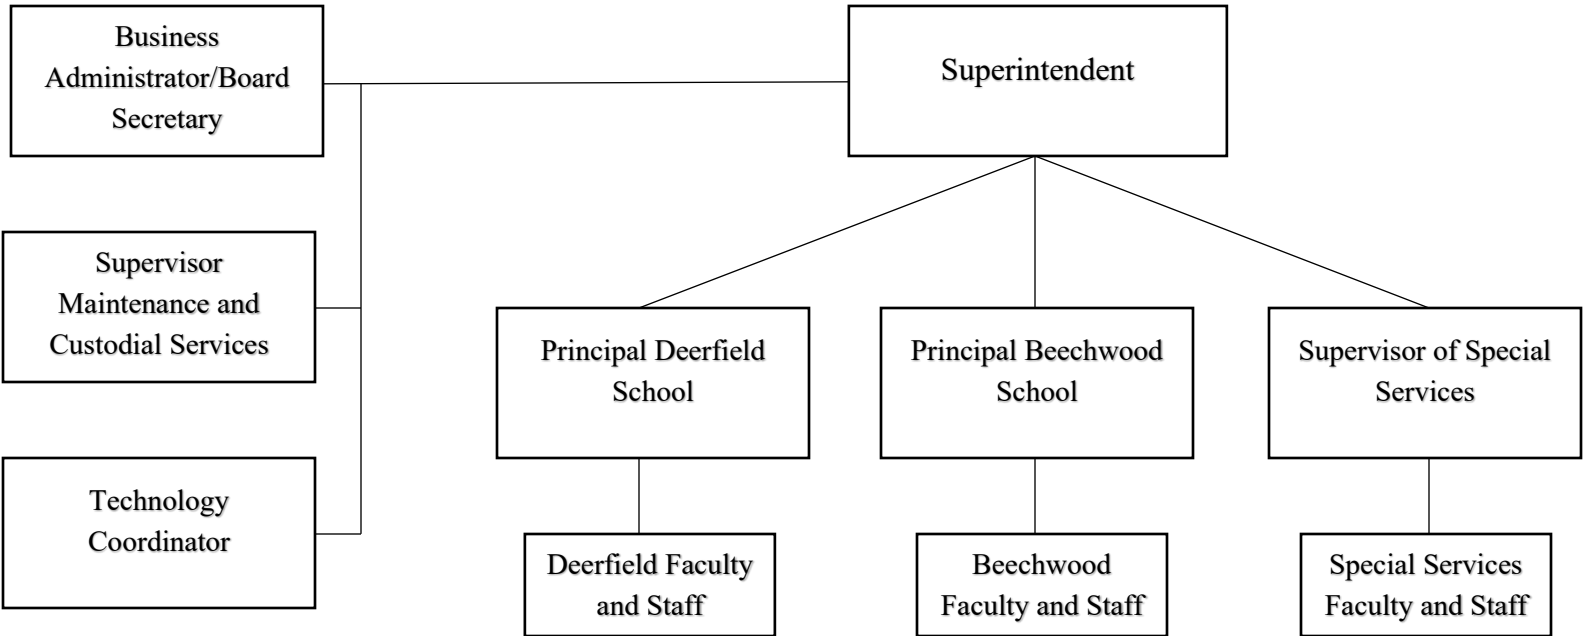 Business
Administrator/Board
Secretary
Superintendent
Supervisor
Maintenance and
Custodial Services
Principal Deerfield
School
Principal Beechwood
School
Supervisor of Special
Services
Technology
Coordinator
Deerfield Faculty
and Staff
Beechwood
Faculty and Staff
Special Services
Faculty and Staff